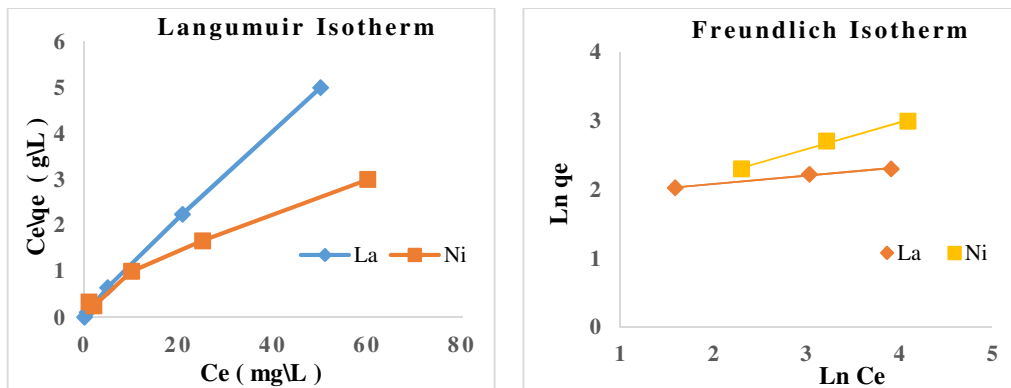 Langumuir Isotherm
Ce\qe ( g\L )
6
5
4
3
2
1
0
0 20 40 60 80
Ce ( mg\L )
La Ni
Freundlich Isotherm
Ln qe
4
3
2
1
0
1 2 3 4 5
Ln Ce
La Ni